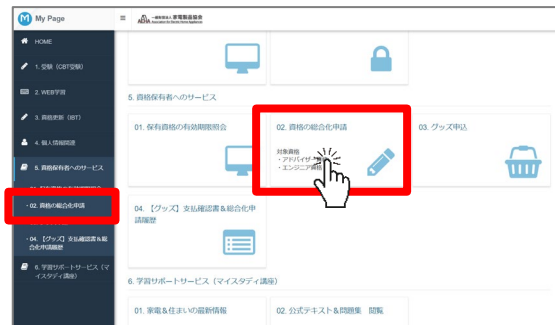 My Page
一般財団法人 家電製品協会
Association for Electric Home Appliances
HOME
1. 受験（CBT受験）
2. WEB学習
3. 資格更新（IBT）
4. 個人情報関連
5. 資格保有者へのサービス
・02. 資格の総合化申請
・04. 【グッズ】支払確認書＆総
合化申請履歴
6. 学習サポートサービス（マ
イスタディ講座）
5. 資格保有者へのサービス
01. 保有資格の有効期限照会
02. 資格の総合化申請
対象資格
・アドバイザー
・エンジニア資格
03. グッズ申込
04. 【グッズ】支払確認書＆総合化申
請履歴
6. 学習サポートサービス（マイスタディ講座）
01. 家電＆住まいの最新情報
02. 公式テキスト＆問題集 閲覧